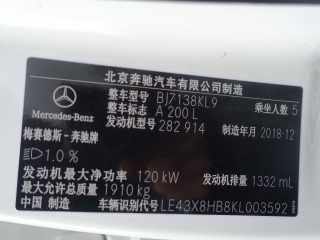 北京奔驰汽车有限公司制造
Mercedes-Benz
整车型号 BJ7138KL9
乘坐人数 5
整车标志 A 200 L
发动机型号 282 914
制造年月 2018-12
梅赛德斯-奔驰牌
1.0 %
发动机最大净功率 120 kW
发动机排量 1332 mL
最大允许总质量 1910 kg
中国 制造
车辆识别代号 LE43X8HB8KL003592